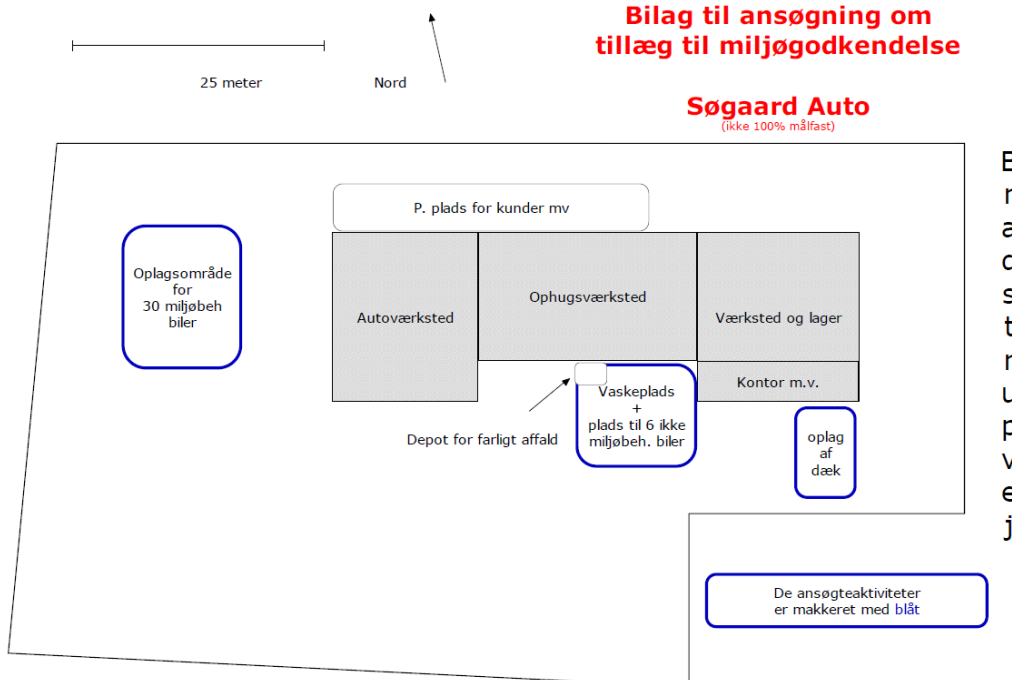 Bilag til ansøgning om
tillæg til miljøgodkendelse
25 meter
Nord
Søgaard Auto
(ikke 100% målfast)
P. plads for kunder mv
Oplagsområde
for
30 miljøbeh
biler
Autoværksted
Ophugsværksted
Værksted og lager
Kontor m.v.
Vaskeplads
+
plads til 6 ikke
miljøbeh. biler
Depot for farligt affald
oplag
af
dæk
De ansøgteaktiviteter
er makkeret med blåt